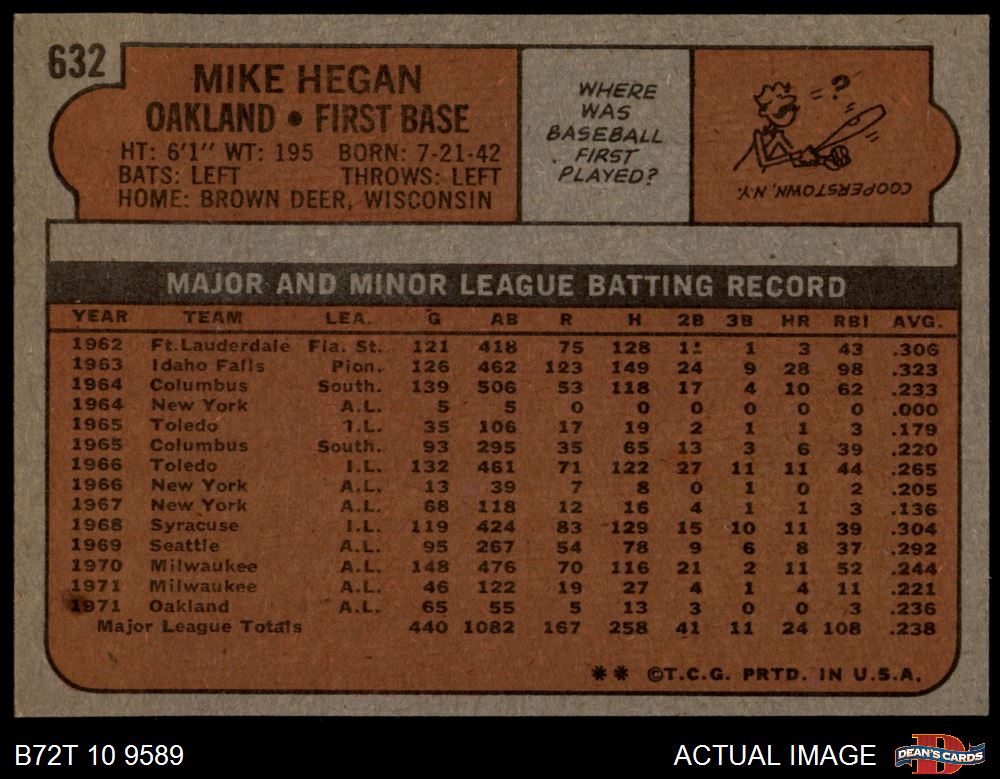 632
MIKE HEGAN
OAKLAND • FIRST BASE
HT: 6'1" WT: 195 BORN: 7-21-42
BATS: LEFT THROWS: LEFT
HOME: BROWN DEER, WISCONSIN
WHERE
WAS
BASEBALL
FIRST
PLAYED?
?
COOPERSTOWN, N.Y.
MAJOR AND MINOR LEAGUE BATTING RECORD
YEAR TEAM LEA. G AB R H 2B 3B HR RBI AVG.
1962 Ft.Lauderdale Fla. St. 121 418 75 128 11 1 3 43 .306
1963 Idaho Falls Pion. 126 462 123 149 24 9 28 98 .323
1964 Columbus South. 139 506 53 118 17 4 10 62 .233
1964 New York A.L. 5 5 0 0 0 0 0 0 .000
1965 Toledo I.L. 35 106 17 19 2 1 1 3 .179
1965 Columbus South. 93 295 35 65 13 3 6 39 .220
1966 Toledo I.L. 132 461 71 122 27 11 11 44 .265
1966 New York A.L. 13 39 7 8 0 1 0 2 .205
1967 New York A.L. 68 118 12 16 4 1 1 3 .136
1968 Syracuse I.L. 119 424 83 129 15 10 11 39 .304
1969 Seattle A.L. 95 267 54 78 9 6 8 37 .292
1970 Milwaukee A.L. 148 476 70 116 21 2 11 52 .244
1971 Milwaukee A.L. 46 122 19 27 4 1 4 11 .221
1971 Oakland A.L. 65 55 5 13 3 0 0 3 .236
Major League Totals 440 1082 167 258 41 11 24 108 .238
** ©T.C.G. PRTD. IN U.S.A.
B72T 10 9589 ACTUAL IMAGE DEAN'S CARDS